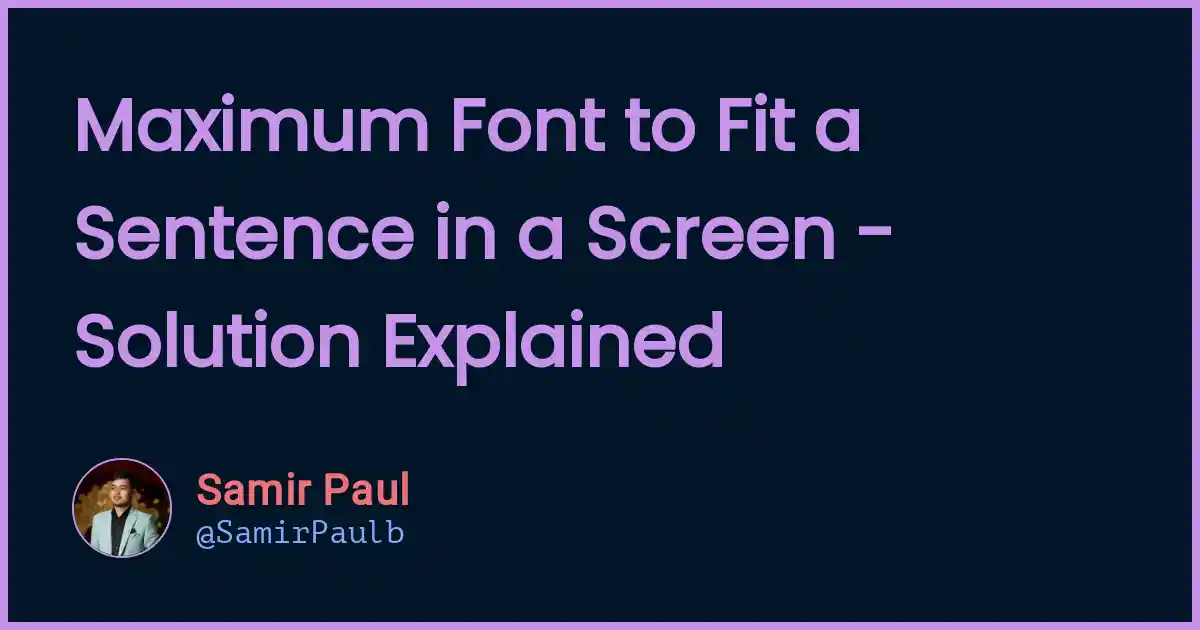 Maximum Font to Fit a
Sentence in a Screen -
Solution Explained
Samir Paul
@SamirPaulb